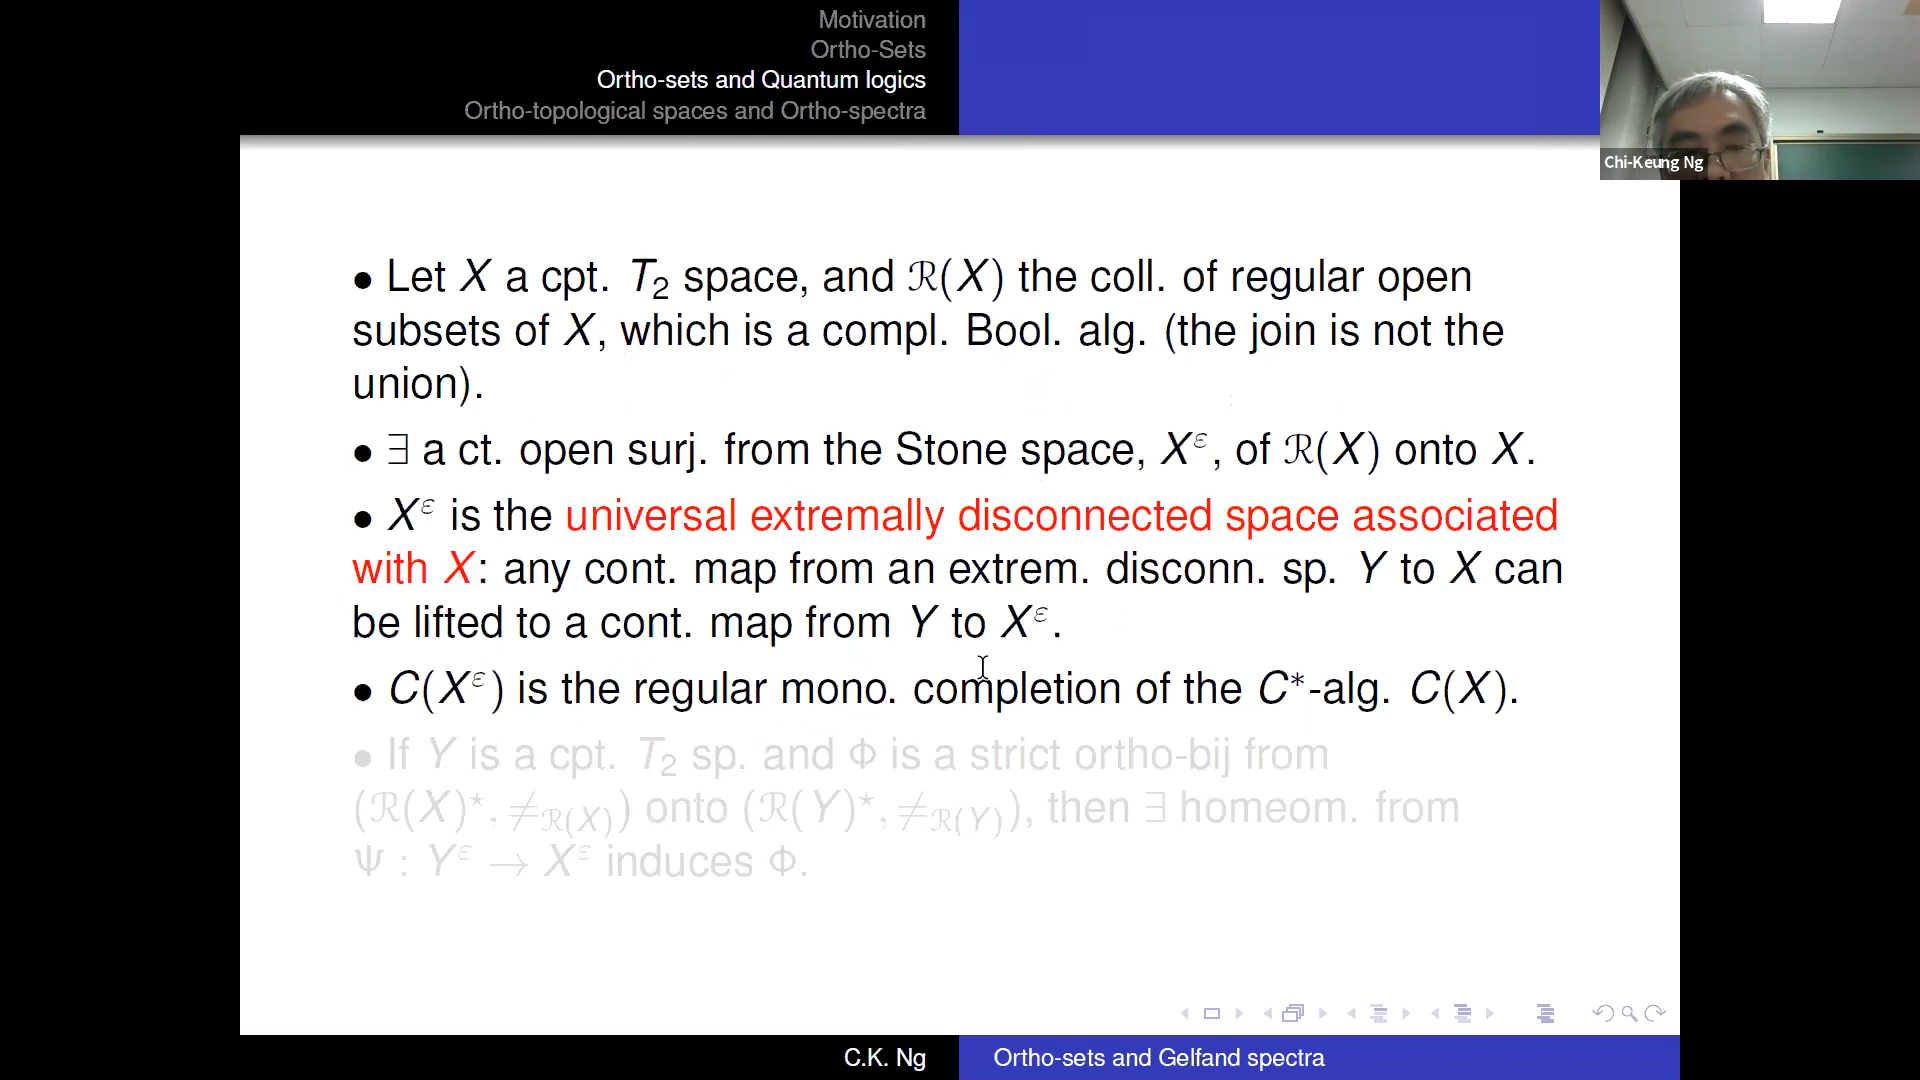 Motivation
Ortho-Sets
Ortho-sets and Quantum logics
Ortho-topological spaces and Ortho-spectra
Chi-Keung Ng
• Let X a cpt. T₂ space, and ℛ(X) the coll. of regular open
subsets of X, which is a compl. Bool. alg. (the join is not the
union).
• ∃ a ct. open surj. from the Stone space, X^ε, of ℛ(X) onto X.
• X^ε is the universal extremally disconnected space associated
with X: any cont. map from an extrem. disconn. sp. Y to X can
be lifted to a cont. map from Y to X^ε.
• C(X^ε) is the regular mono. completion of the C*-alg. C(X).
• If Y is a cpt. T₂ sp. and Φ is a strict ortho-bij from
(ℛ(X)^⋆, ≠_ℛ(X)) onto (ℛ(Y)^⋆, ≠_ℛ(Y)), then ∃ homeom. from
Ψ : Y^ε → X^ε induces Φ.
C.K. Ng
Ortho-sets and Gelfand spectra